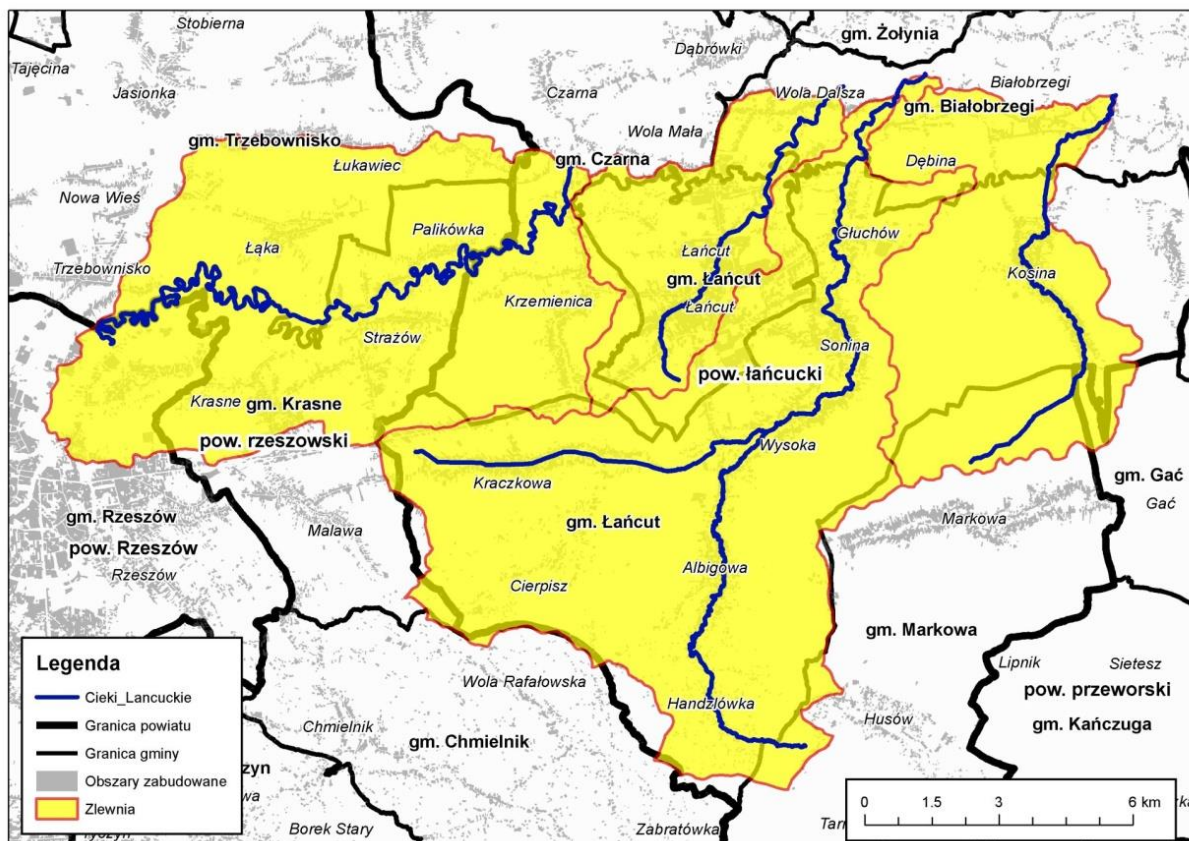 Stobierna
gm. Żołynia
Dąbrówki
Tajęcina
Jasionka
Czarna
Wola Dalsza
Białobrzegi
gm. Białobrzegi
gm. Trzebownisko
Wola Mała
gm. Czarna
Łukawiec
Dębina
Nowa Wieś
Palikówka
Głuchów
Łąka
Łańcut
Trzebownisko
gm. Łańcut
Kosina
Krzemienica
Łańcut
Strażów
Sonina
pow. łańcucki
Krasne
gm. Krasne
pow. rzeszowski
Wysoka
Kraczkowa
gm. Gać
Gać
gm. Rzeszów
gm. Łańcut
Markowa
Malawa
pow. Rzeszów
Rzeszów
Albigowa
Cierpisz
gm. Markowa
Legenda
Cieki_Lancuckie
Granica powiatu
Granica gminy
Obszary zabudowane
Zlewnia
Wola Rafałowska
Lipnik
Sietesz
pow. przeworski
Handzlówka
Husów
Chmielnik
gm. Chmielnik
gm. Kańczuga
0 1.5 3 6 km
Borek Stary
Zabratówka